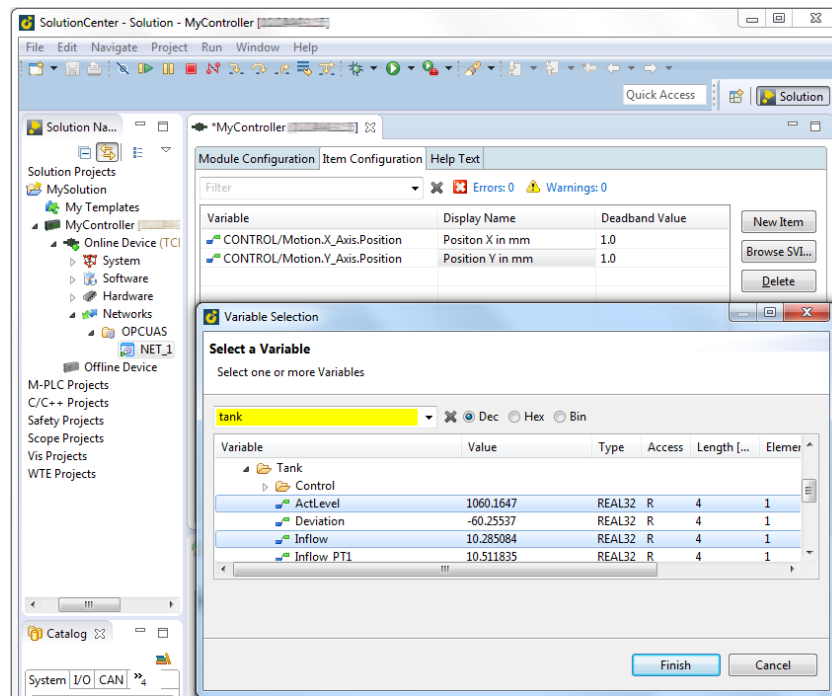 SolutionCenter - Solution - MyController [
File Edit Navigate Project Run Window Help
Quick Access
Solution
Solution Na...
*MyController ]
Module Configuration Item Configuration Help Text
Solution Projects
MySolution
My Templates
MyController [
Online Device (TCI
System
Software
Hardware
Networks
OPCUAS
NET_1
Offline Device
M-PLC Projects
C/C++ Projects
Safety Projects
Scope Projects
Vis Projects
WTE Projects
Filter
Errors: 0 Warnings: 0
Variable Display Name Deadband Value
CONTROL/Motion.X_Axis.Position Positon X in mm 1.0
CONTROL/Motion.Y_Axis.Position Position Y in mm 1.0
New Item
Browse SVI...
Delete
Variable Selection
Select a Variable
Select one or more Variables
tank
Dec Hex Bin
Variable Value Type Access Length [... Elemer
Tank
Control
ActLevel 1060.1647 REAL32 R 4 1
Deviation -60.25537 REAL32 R 4 1
Inflow 10.285084 REAL32 R 4 1
Inflow PT1 10.511835 REAL32 R 4 1
Finish Cancel
Catalog
System I/O CAN »4